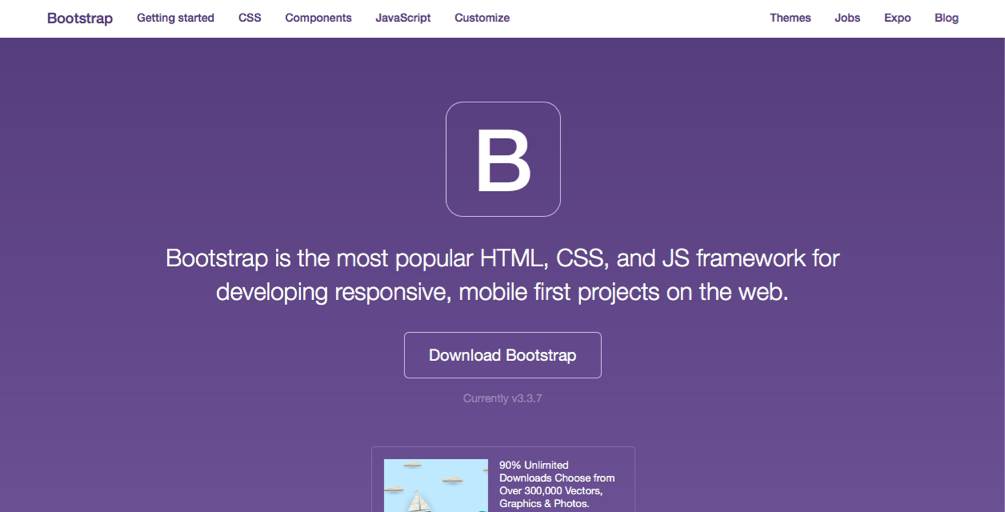 Bootstrap Getting started CSS Components JavaScript Customize Themes Jobs Expo Blog
B
Bootstrap is the most popular HTML, CSS, and JS framework for
developing responsive, mobile first projects on the web.
Download Bootstrap
Currently v3.3.7
90% Unlimited
Downloads Choose from
Over 300,000 Vectors,
Graphics & Photos.